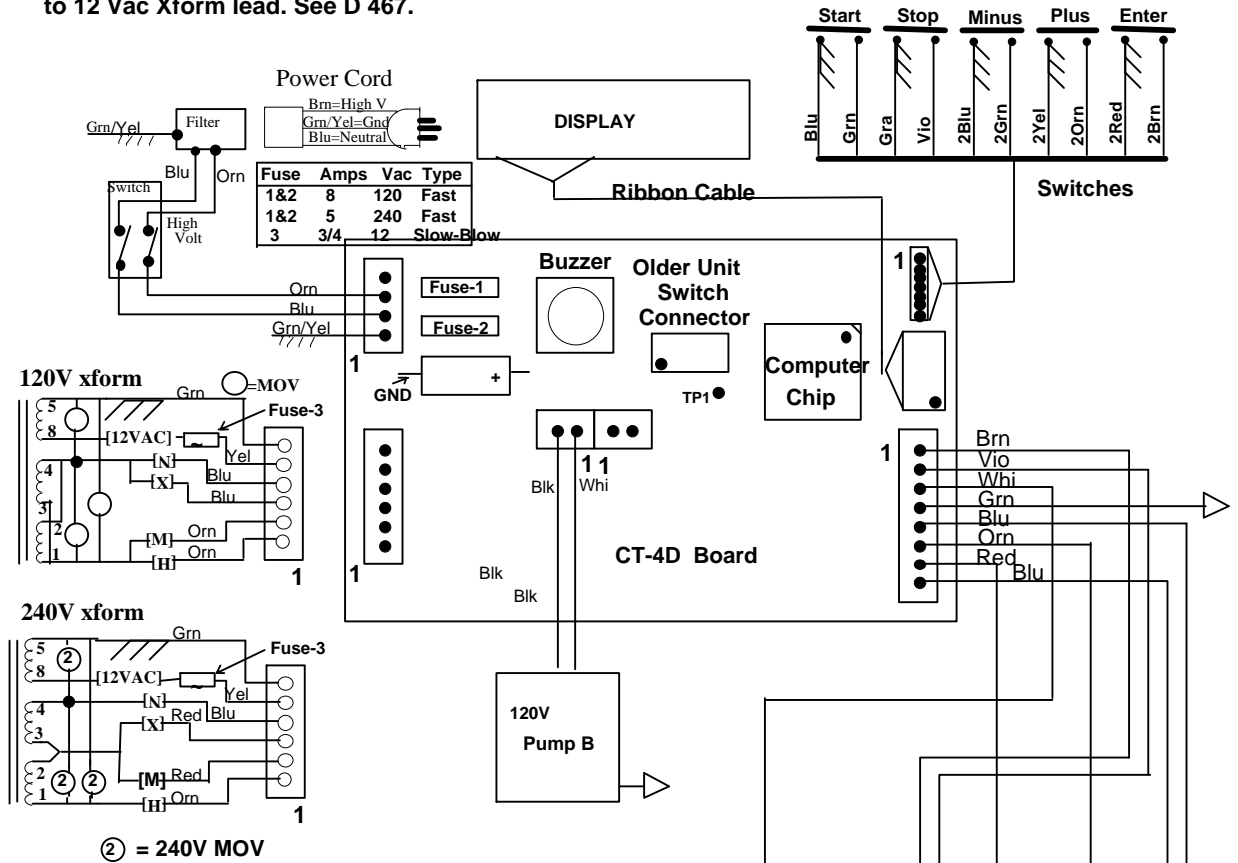 to 12 Vac Xform lead. See D 467.
Start Stop Minus Plus Enter
Blu Grn Gra Vio 2Blu 2Grn 2Yel 2Orn 2Red 2Brn
Switches
Power Cord
Brn=High V
Grn/Yel=Gnd
Blu=Neutral
Grn/Yel
Filter
Blu
Orn
Switch
High
Volt
DISPLAY
Ribbon Cable
Fuse Amps Vac Type
1&2 8 120 Fast
1&2 5 240 Fast
3 3/4 12 Slow-Blow
Orn
Blu
Grn/Yel
1
Fuse-1
Fuse-2
GND
+
Buzzer
Older Unit
Switch
Connector
TP1
Computer
Chip
1
120V xform
=MOV
Grn
Fuse-3
5
8
[12VAC]
~
Yel
4
[N]
Blu
[X]
Blu
3
2
[M]
Orn
1
[H]
Orn
1
1
1 1
Blk
Whi
Blk
Blk
CT-4D Board
1
Brn
Vio
Whi
Grn
Blu
Orn
Red
Blu
240V xform
Grn
Fuse-3
5
2
8
[12VAC]
~
Yel
4
[N]
Blu
3
[X]
Red
2
2
2
[M]
Red
1
[H]
Orn
1
2 = 240V MOV
120V
Pump B